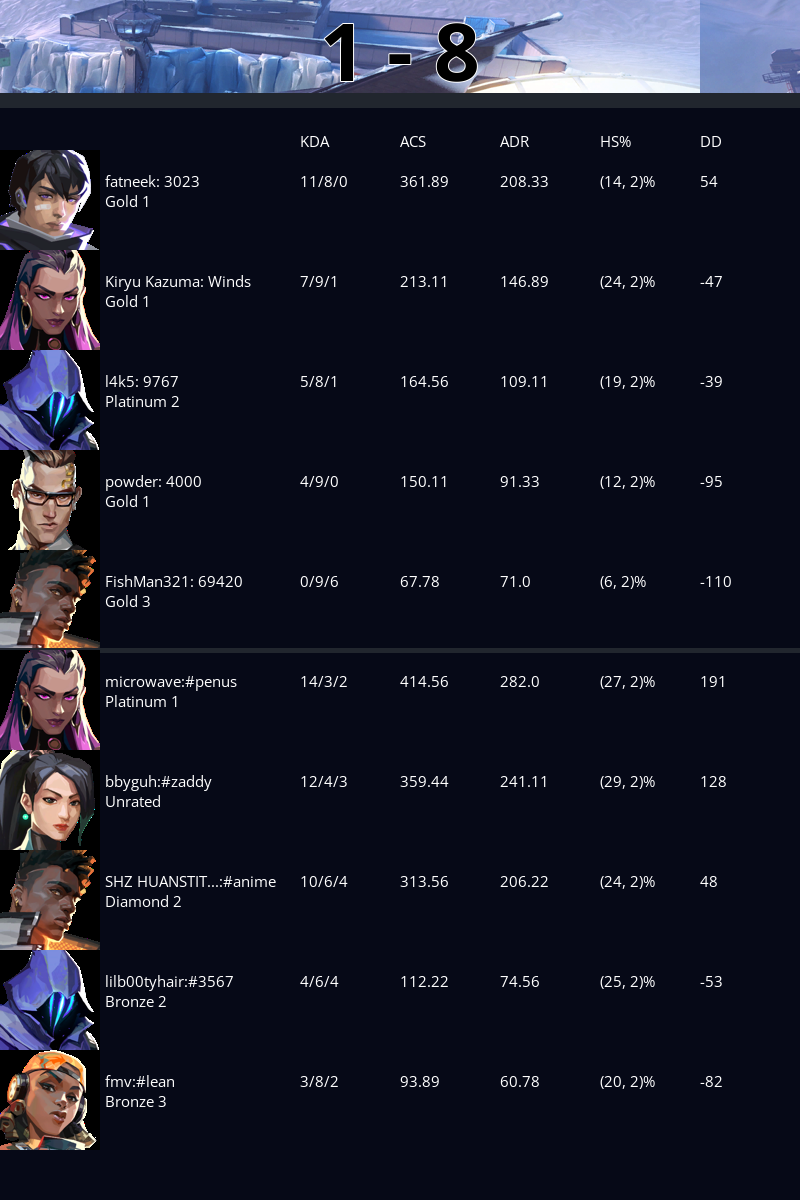 1 - 8
KDA ACS ADR HS% DD
fatneek: 3023 11/8/0 361.89 208.33 (14, 2)% 54
Gold 1
Kiryu Kazuma: Winds 7/9/1 213.11 146.89 (24, 2)% -47
Gold 1
l4k5: 9767 5/8/1 164.56 109.11 (19, 2)% -39
Platinum 2
powder: 4000 4/9/0 150.11 91.33 (12, 2)% -95
Gold 1
FishMan321: 69420 0/9/6 67.78 71.0 (6, 2)% -110
Gold 3
microwave:#penus 14/3/2 414.56 282.0 (27, 2)% 191
Platinum 1
bbyguh:#zaddy 12/4/3 359.44 241.11 (29, 2)% 128
Unrated
SHZ HUANSTIT...:#anime 10/6/4 313.56 206.22 (24, 2)% 48
Diamond 2
lilb00tyhair:#3567 4/6/4 112.22 74.56 (25, 2)% -53
Bronze 2
fmv:#lean 3/8/2 93.89 60.78 (20, 2)% -82
Bronze 3